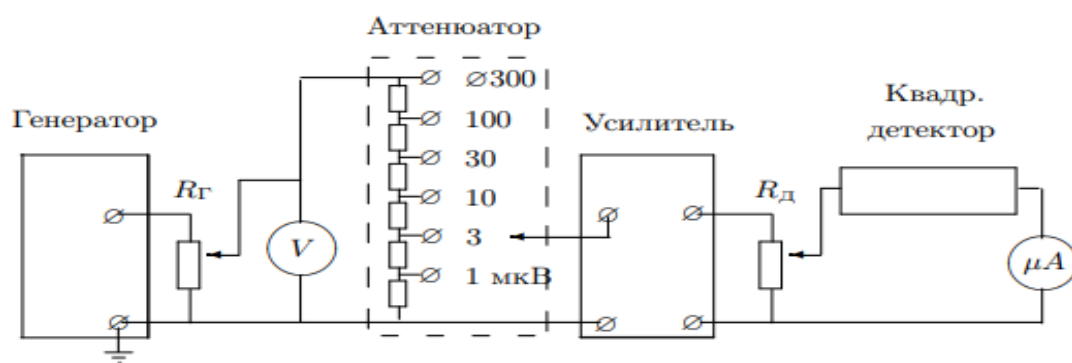 Аттенюатор
Генератор
Усилитель
Квадр.
детектор
RГ
V
∅300
100
30
10
3
1 мкВ
Rд
μA